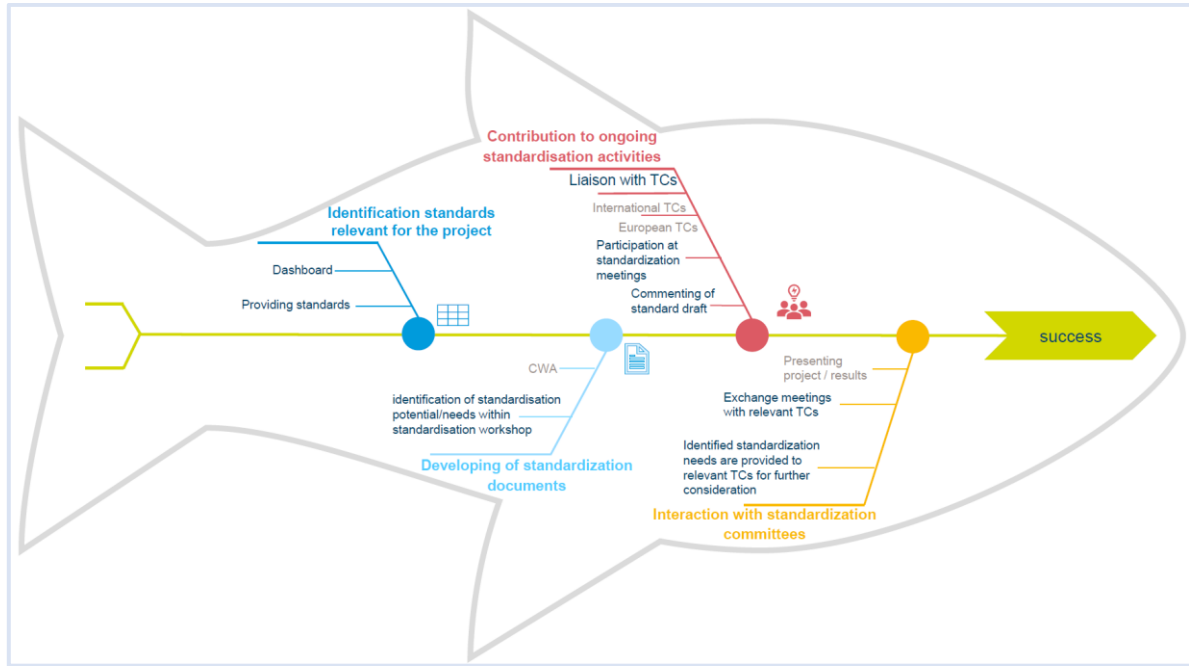 Contribution to ongoing
standardisation activities
Liaison with TCs
International TCs
European TCs
Participation at
standardization
meetings
Commenting of
standard draft
Identification standards
relevant for the project
Dashboard
Providing standards
success
CWA
identification of standardisation
potential/needs within
standardisation workshop
Developing of standardization
documents
Presenting
project / results
Exchange meetings
with relevant TCs
Identified standardization
needs are provided to
relevant TCs for further
consideration
Interaction with standardization
committees